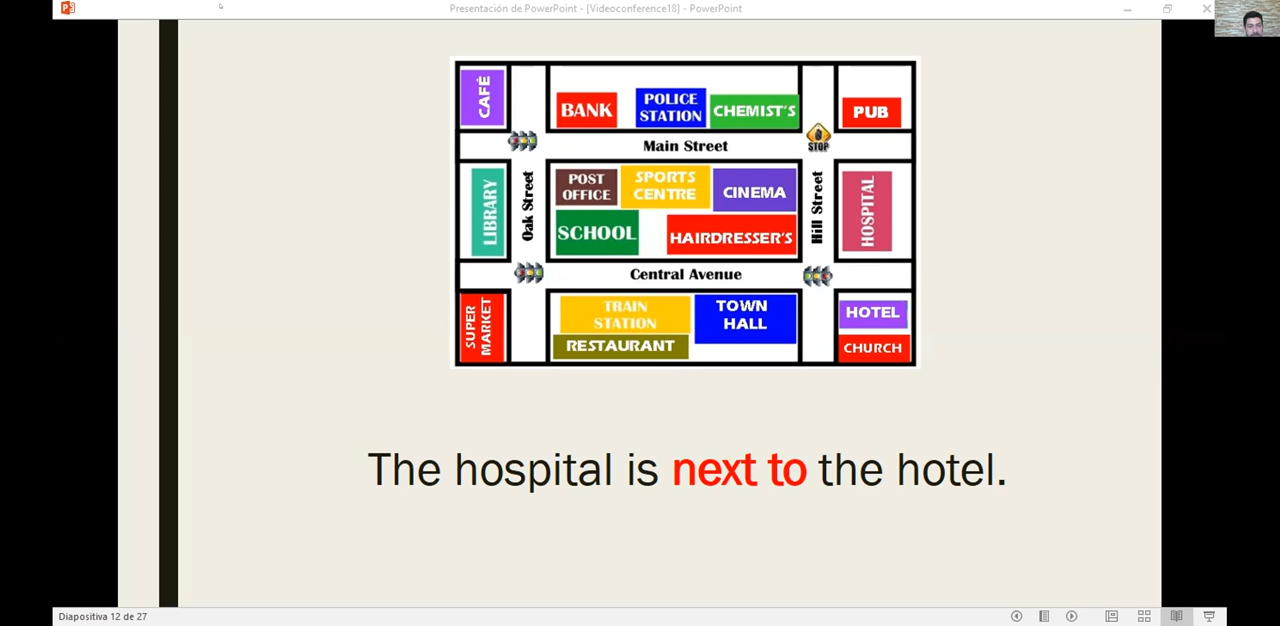 Presentación de PowerPoint - [Videoconference18] - PowerPoint
CAFÉ
BANK
POLICE
STATION
CHEMIST'S
PUB
STOP
Main Street
LIBRARY
Oak Street
POST
OFFICE
SPORTS
CENTRE
CINEMA
Hill Street
HOSPITAL
SCHOOL
HAIRDRESSER'S
Central Avenue
SUPER
MARKET
TRAIN
STATION
TOWN
HALL
HOTEL
RESTAURANT
CHURCH
The hospital is next to the hotel.
Diapositiva 12 de 27